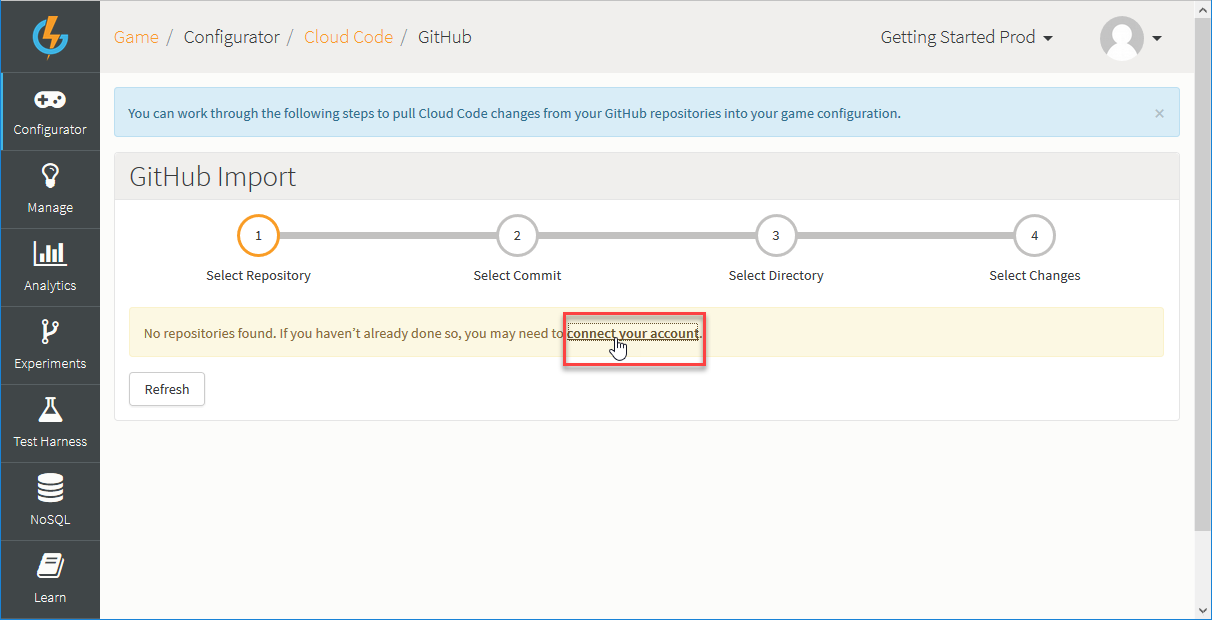 Game / Configurator / Cloud Code / GitHub
Getting Started Prod
Configurator
Manage
Analytics
Experiments
Test Harness
NoSQL
Learn
You can work through the following steps to pull Cloud Code changes from your GitHub repositories into your game configuration.
×
GitHub Import
1
2
3
4
Select Repository
Select Commit
Select Directory
Select Changes
No repositories found. If you haven’t already done so, you may need to connect your account.
Refresh